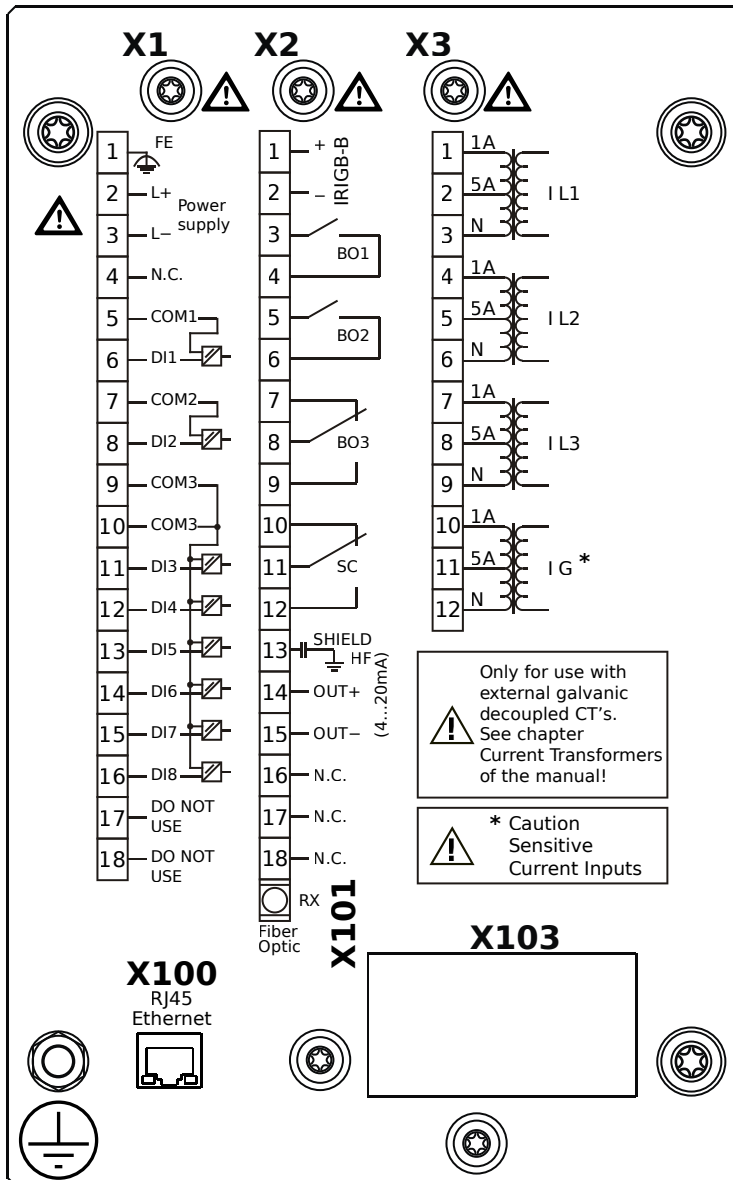 X1
1 FE
2 L+
Power
supply
3 L−
4 N.C.
5 COM1
6 DI1
7 COM2
8 DI2
9 COM3
10 COM3
11 DI3
12 DI4
13 DI5
14 DI6
15 DI7
16 DI8
17 DO NOT
USE
18 DO NOT
USE
X2
1 +
IRIGB-B
2 −
3
BO1
4
5
BO2
6
7
8 BO3
9
10
11 SC
12
13 SHIELD
HF
14 OUT+
(4...20mA)
15 OUT−
16 N.C.
17 N.C.
18 N.C.
RX
Fiber
Optic
X101
X3
1 1A
2 5A I L1
3 N
4 1A
5 5A I L2
6 N
7 1A
8 5A I L3
9 N
10 1A
11 5A I G *
12 N
Only for use with
external galvanic
decoupled CT's.
See chapter
Current Transformers
of the manual!
* Caution
Sensitive
Current Inputs
X100
RJ45
Ethernet
X103